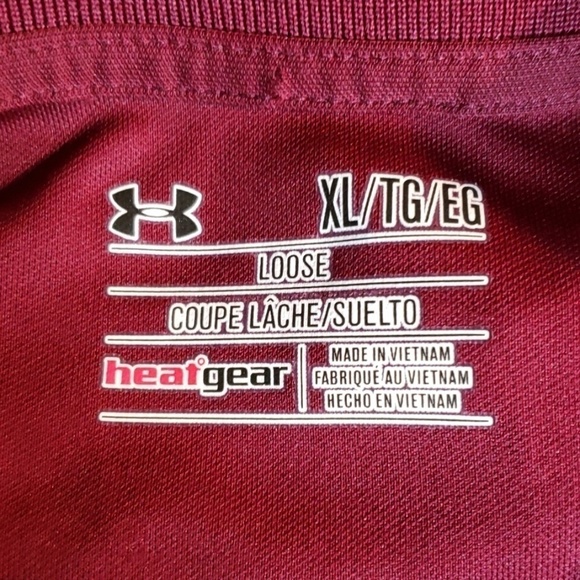 XL/TG/EG
LOOSE
COUPE LÂCHE/SUELTO
heatgear
MADE IN VIETNAM
FABRIQUÉ AU VIETNAM
HECHO EN VIETNAM